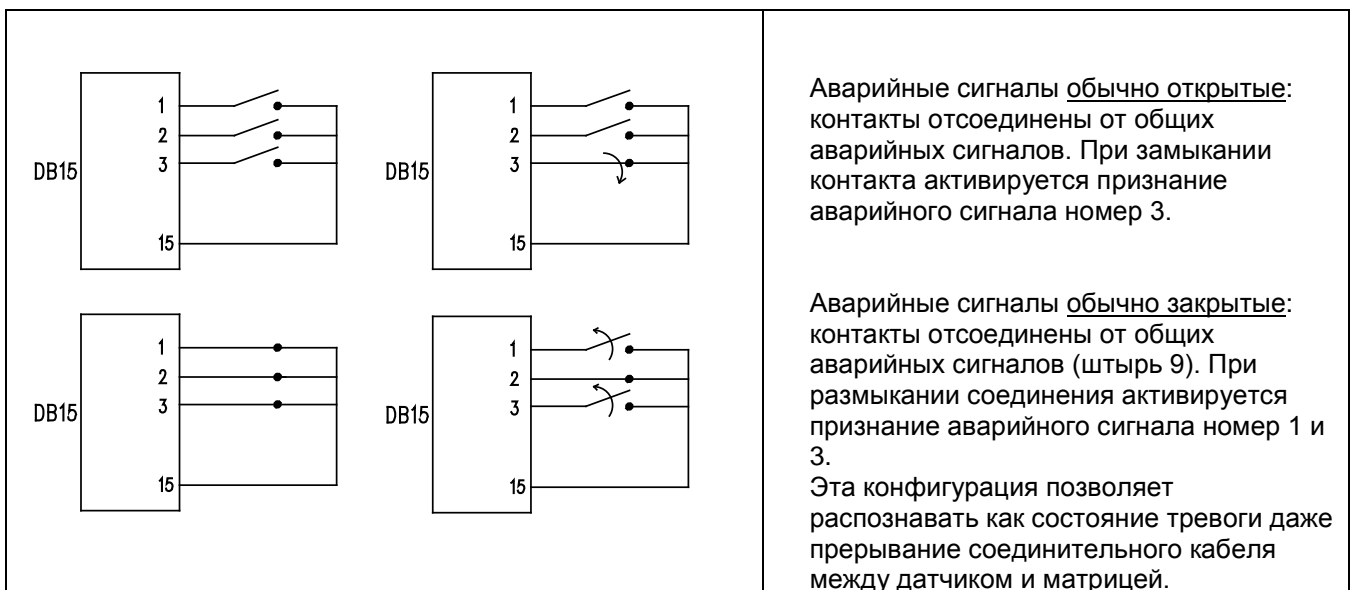 1
2
3
DB15
15
1
2
3
DB15
15
1
2
3
DB15
15
1
2
3
DB15
15
Аварийные сигналы обычно открытые:
контакты отсоединены от общих
аварийных сигналов. При замыкании
контакта активируется признание
аварийного сигнала номер 3.
Аварийные сигналы обычно закрытые:
контакты отсоединены от общих
аварийных сигналов (штырь 9). При
размыкании соединения активируется
признание аварийного сигнала номер 1 и
3.
Эта конфигурация позволяет
распознавать как состояние тревоги даже
прерывание соединительного кабеля
между датчиком и матрицей.